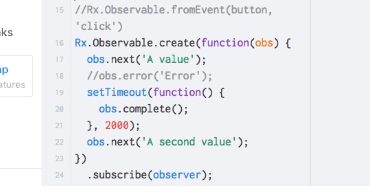 15 //Rx.Observable.fromEvent(button,
'click')
16 Rx.Observable.create(function(obs) {
17 obs.next('A value');
18 //obs.error('Error');
19 setTimeout(function() {
20 obs.complete();
21 }, 2000);
22 obs.next('A second value');
23 })
24 .subscribe(observer);